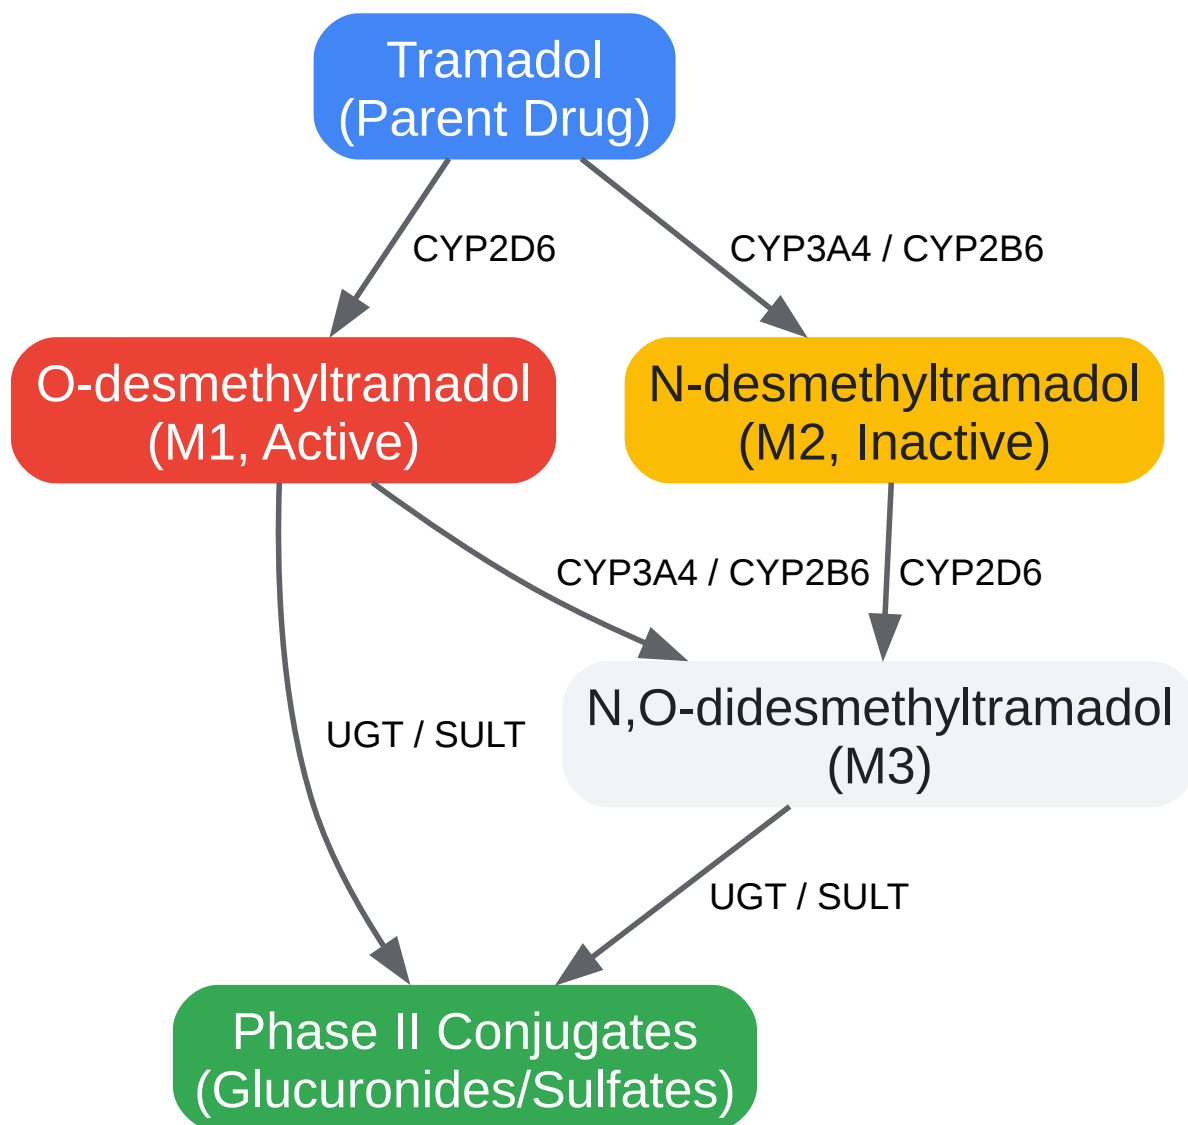 Tramadol
(Parent Drug)
CYP2D6
CYP3A4 / CYP2B6
O-desmethyltramadol
(M1, Active)
N-desmethyltramadol
(M2, Inactive)
CYP3A4 / CYP2B6
CYP2D6
N,O-didesmethyltramadol
(M3)
UGT / SULT
UGT / SULT
Phase II Conjugates
(Glucuronides/Sulfates)